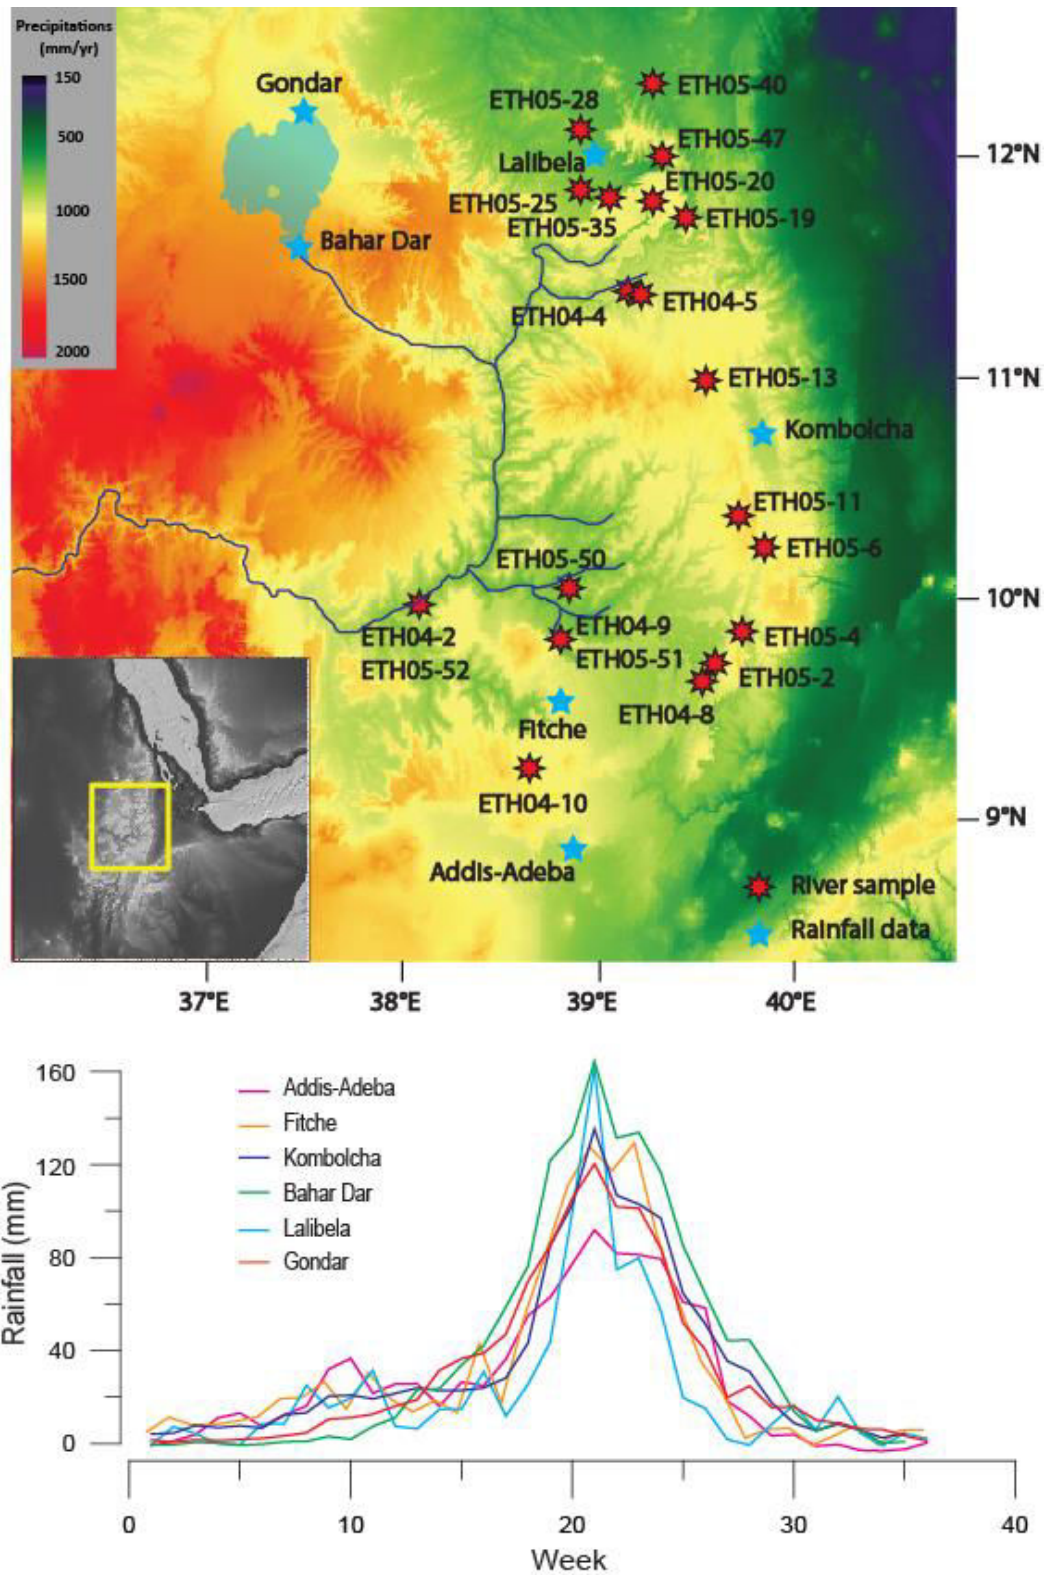 Precipitations
(mm/yr)
150
500
1000
1500
2000
Gondar
Bahar Dar
ETH05-28
ETH05-40
ETH05-47
Lalibela
ETH05-20
ETH05-25
ETH05-35
ETH05-19
ETH04-4
ETH04-5
ETH05-13
Kombolcha
ETH05-11
ETH05-6
ETH05-50
ETH04-2
ETH05-52
ETH04-9
ETH05-51
ETH05-4
ETH05-2
ETH04-8
Fitche
ETH04-10
Addis-Adeba
River sample
Rainfall data
12°N
11°N
10°N
9°N
37°E
38°E
39°E
40°E
Addis-Adeba
Fitche
Kombolcha
Bahar Dar
Lalibela
Gondar
Rainfall (mm)
160
120
80
40
0
0
10
20
30
40
Week